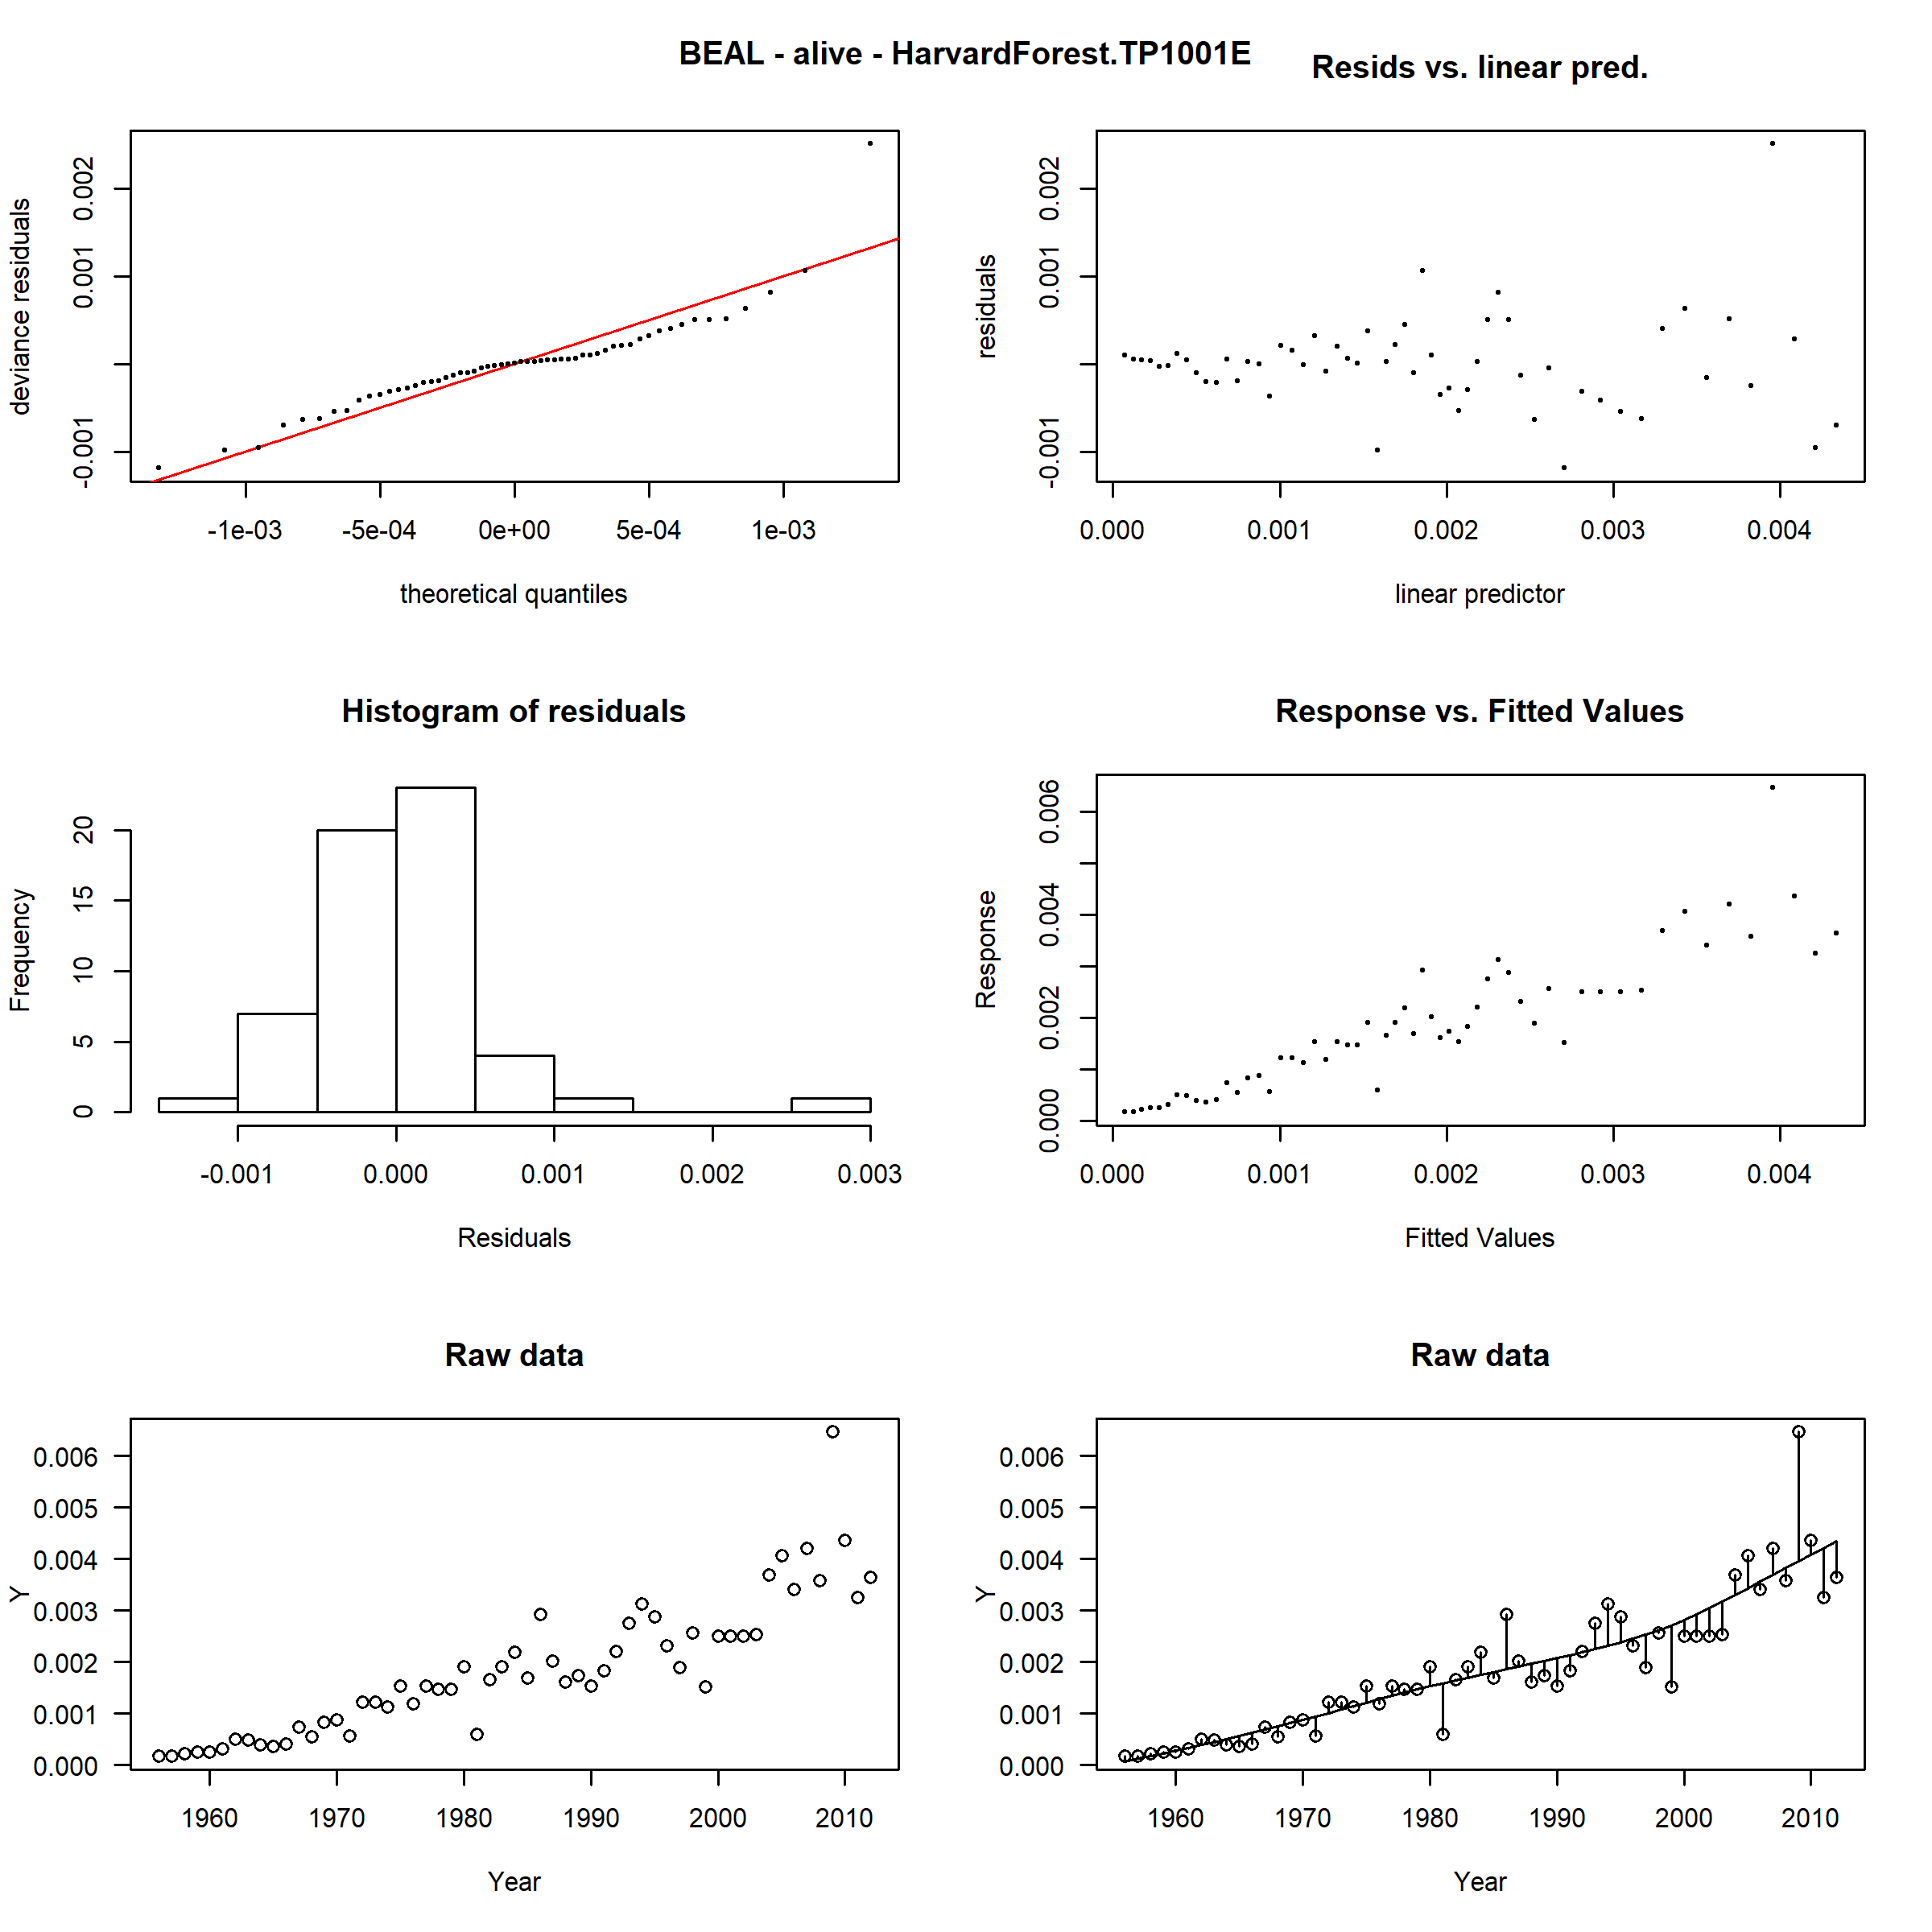 BEAL - alive - HarvardForest.TP1001E
Resids vs. linear pred.
deviance residuals
0.002
0.001
-0.001
-1e-03 -5e-04 0e+00 5e-04 1e-03
theoretical quantiles
residuals
0.002
0.001
-0.001
0.000 0.001 0.002 0.003 0.004
linear predictor
Histogram of residuals
Frequency
20
15
10
5
0
-0.001 0.000 0.001 0.002 0.003
Residuals
Response vs. Fitted Values
Response
0.006
0.004
0.002
0.000
0.000 0.001 0.002 0.003 0.004
Fitted Values
Raw data
Y
0.006
0.005
0.004
0.003
0.002
0.001
0.000
1960 1970 1980 1990 2000 2010
Year
Raw data
Y
0.006
0.005
0.004
0.003
0.002
0.001
0.000
1960 1970 1980 1990 2000 2010
Year